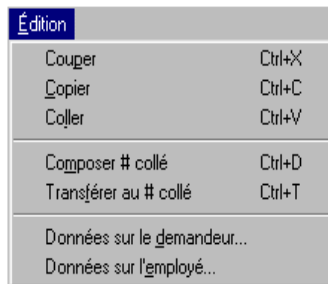 Édition
Couper Ctrl+X
Copier Ctrl+C
Coller Ctrl+V
Composer # collé Ctrl+D
Transférer au # collé Ctrl+T
Données sur le demandeur...
Données sur l'employé...